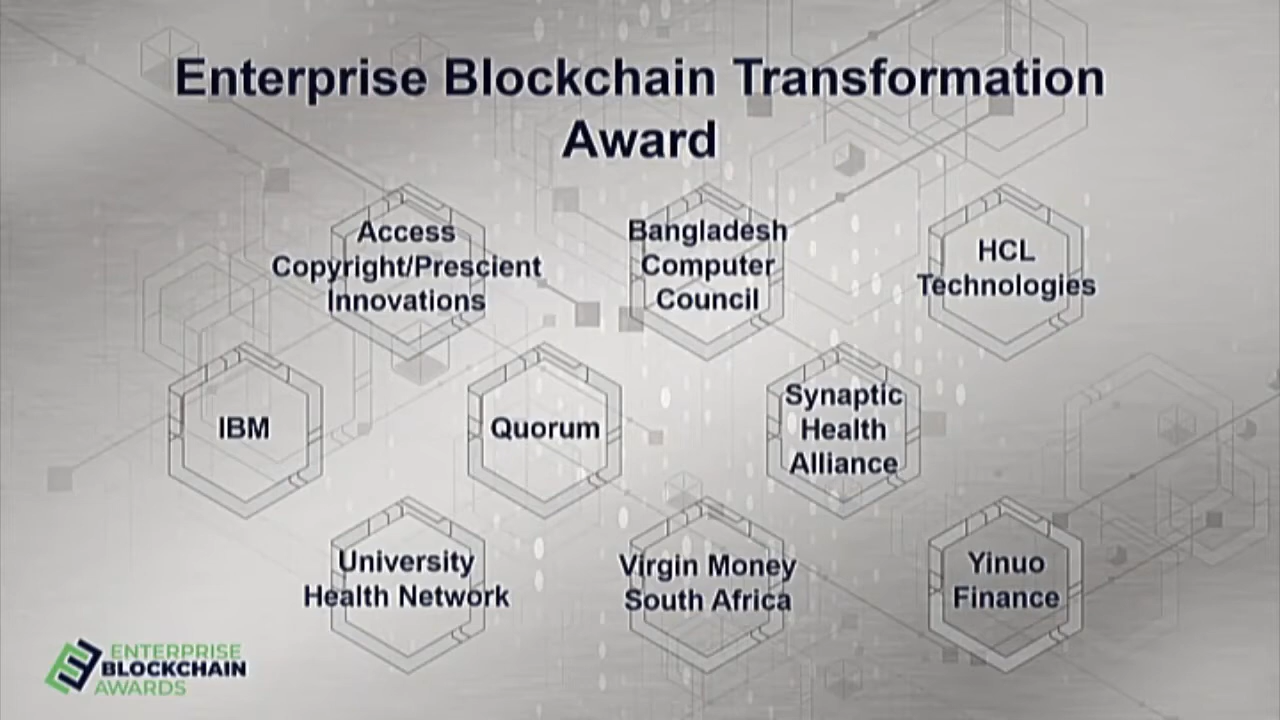 Enterprise Blockchain Transformation
Award
Access
Copyright/Prescient
Innovations
Bangladesh
Computer
Council
HCL
Technologies
IBM
Quorum
Synaptic
Health
Alliance
University
Health Network
Virgin Money
South Africa
Yinuo
Finance
ENTERPRISE
BLOCKCHAIN
AWARDS